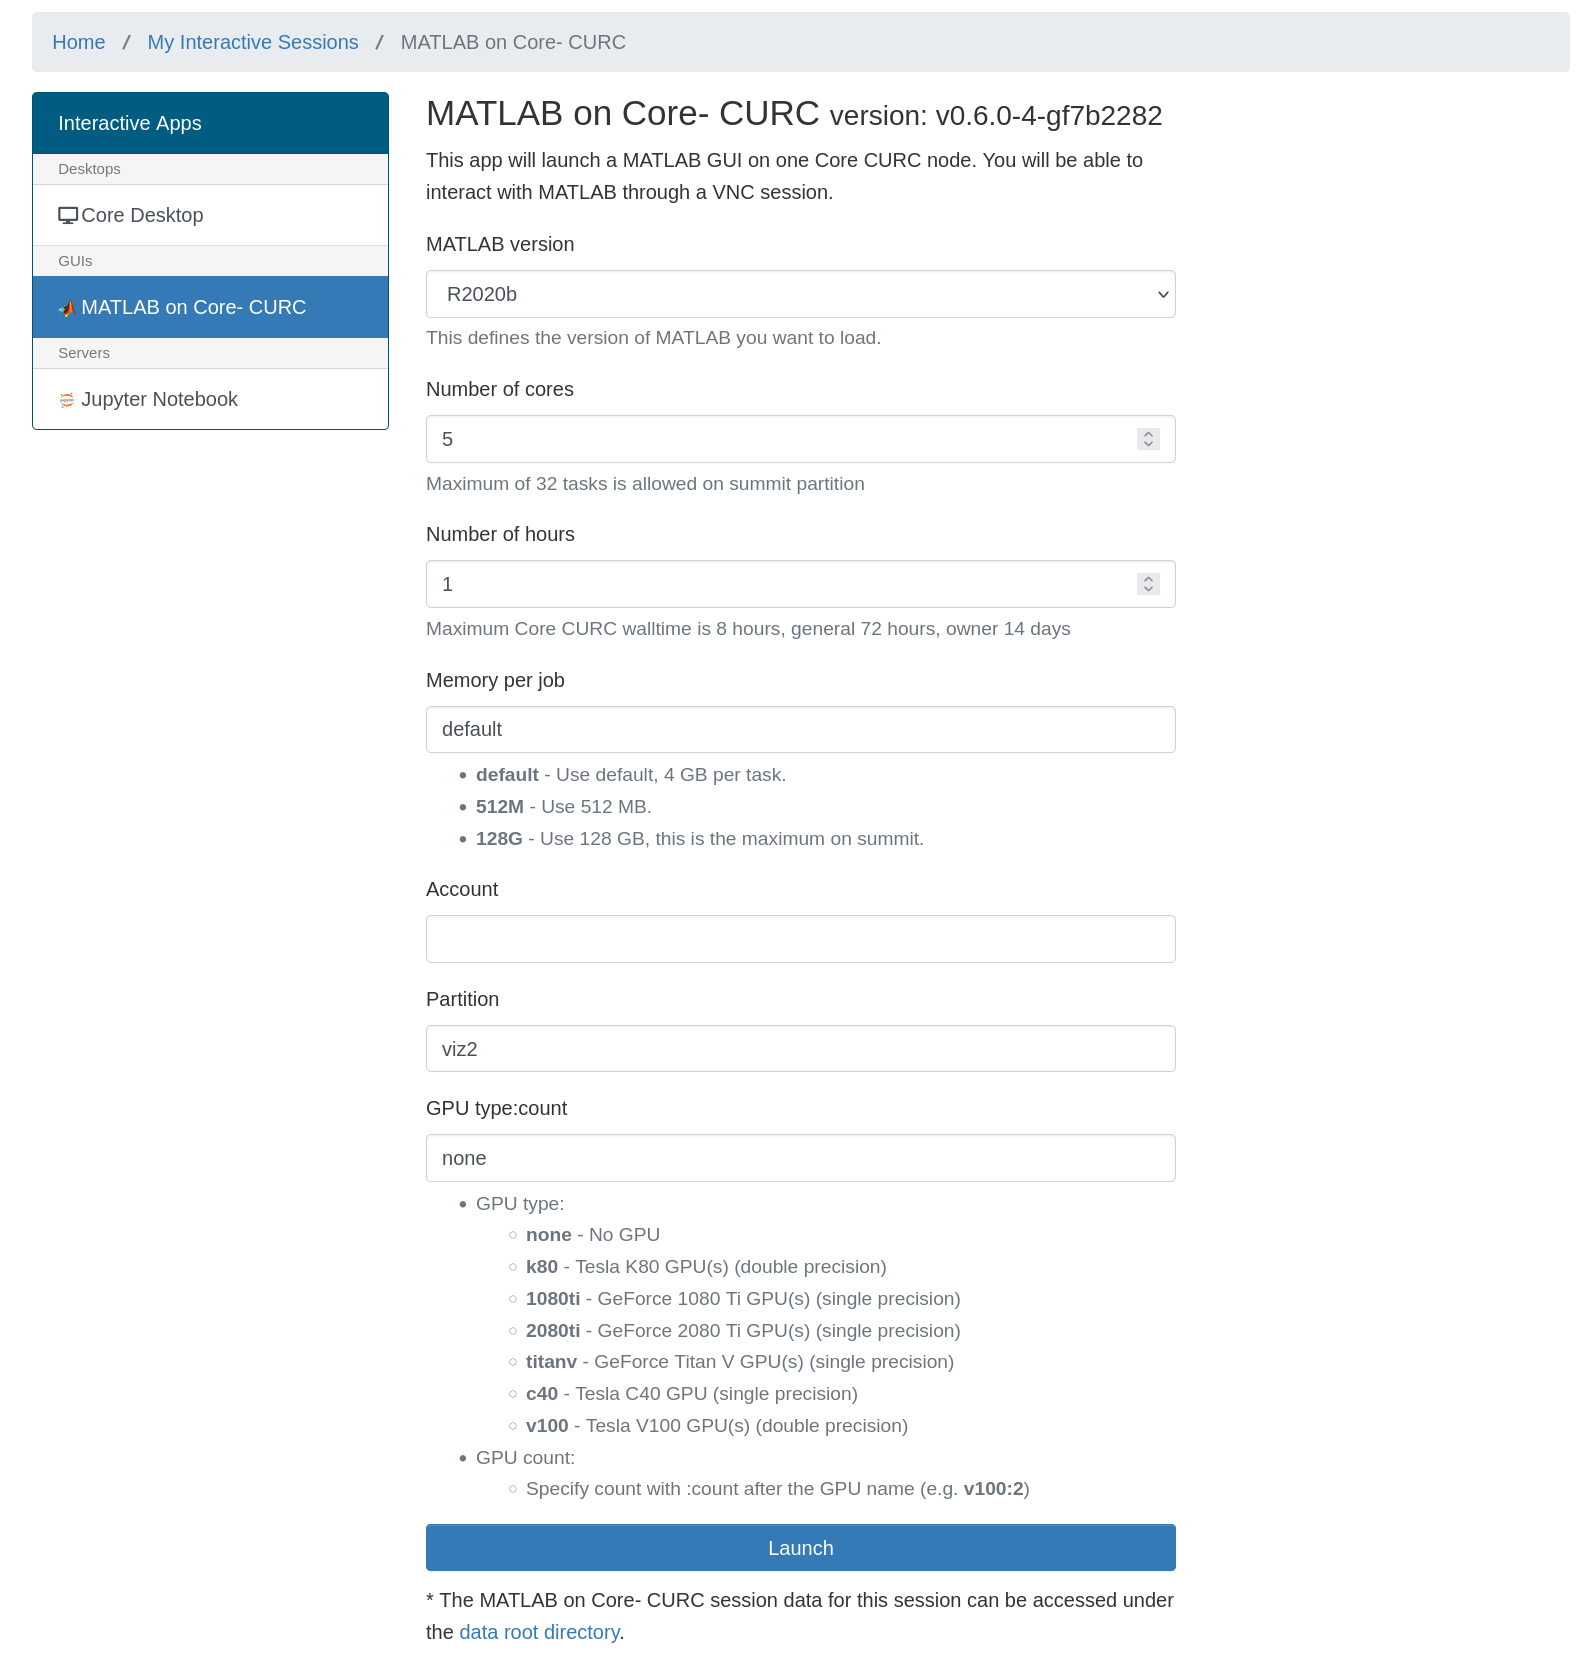 Home / My Interactive Sessions / MATLAB on Core- CURC
Interactive Apps
Desktops
Core Desktop
GUIs
MATLAB on Core- CURC
Servers
Jupyter Notebook
MATLAB on Core- CURC version: v0.6.0-4-gf7b2282
This app will launch a MATLAB GUI on one Core CURC node. You will be able to
interact with MATLAB through a VNC session.
MATLAB version
R2020b
This defines the version of MATLAB you want to load.
Number of cores
5
Maximum of 32 tasks is allowed on summit partition
Number of hours
1
Maximum Core CURC walltime is 8 hours, general 72 hours, owner 14 days
Memory per job
default
• default - Use default, 4 GB per task.
• 512M - Use 512 MB.
• 128G - Use 128 GB, this is the maximum on summit.
Account
Partition
viz2
GPU type:count
none
• GPU type:
○ none - No GPU
○ k80 - Tesla K80 GPU(s) (double precision)
○ 1080ti - GeForce 1080 Ti GPU(s) (single precision)
○ 2080ti - GeForce 2080 Ti GPU(s) (single precision)
○ titanv - GeForce Titan V GPU(s) (single precision)
○ c40 - Tesla C40 GPU (single precision)
○ v100 - Tesla V100 GPU(s) (double precision)
• GPU count:
○ Specify count with :count after the GPU name (e.g. v100:2)
Launch
* The MATLAB on Core- CURC session data for this session can be accessed under
the data root directory.